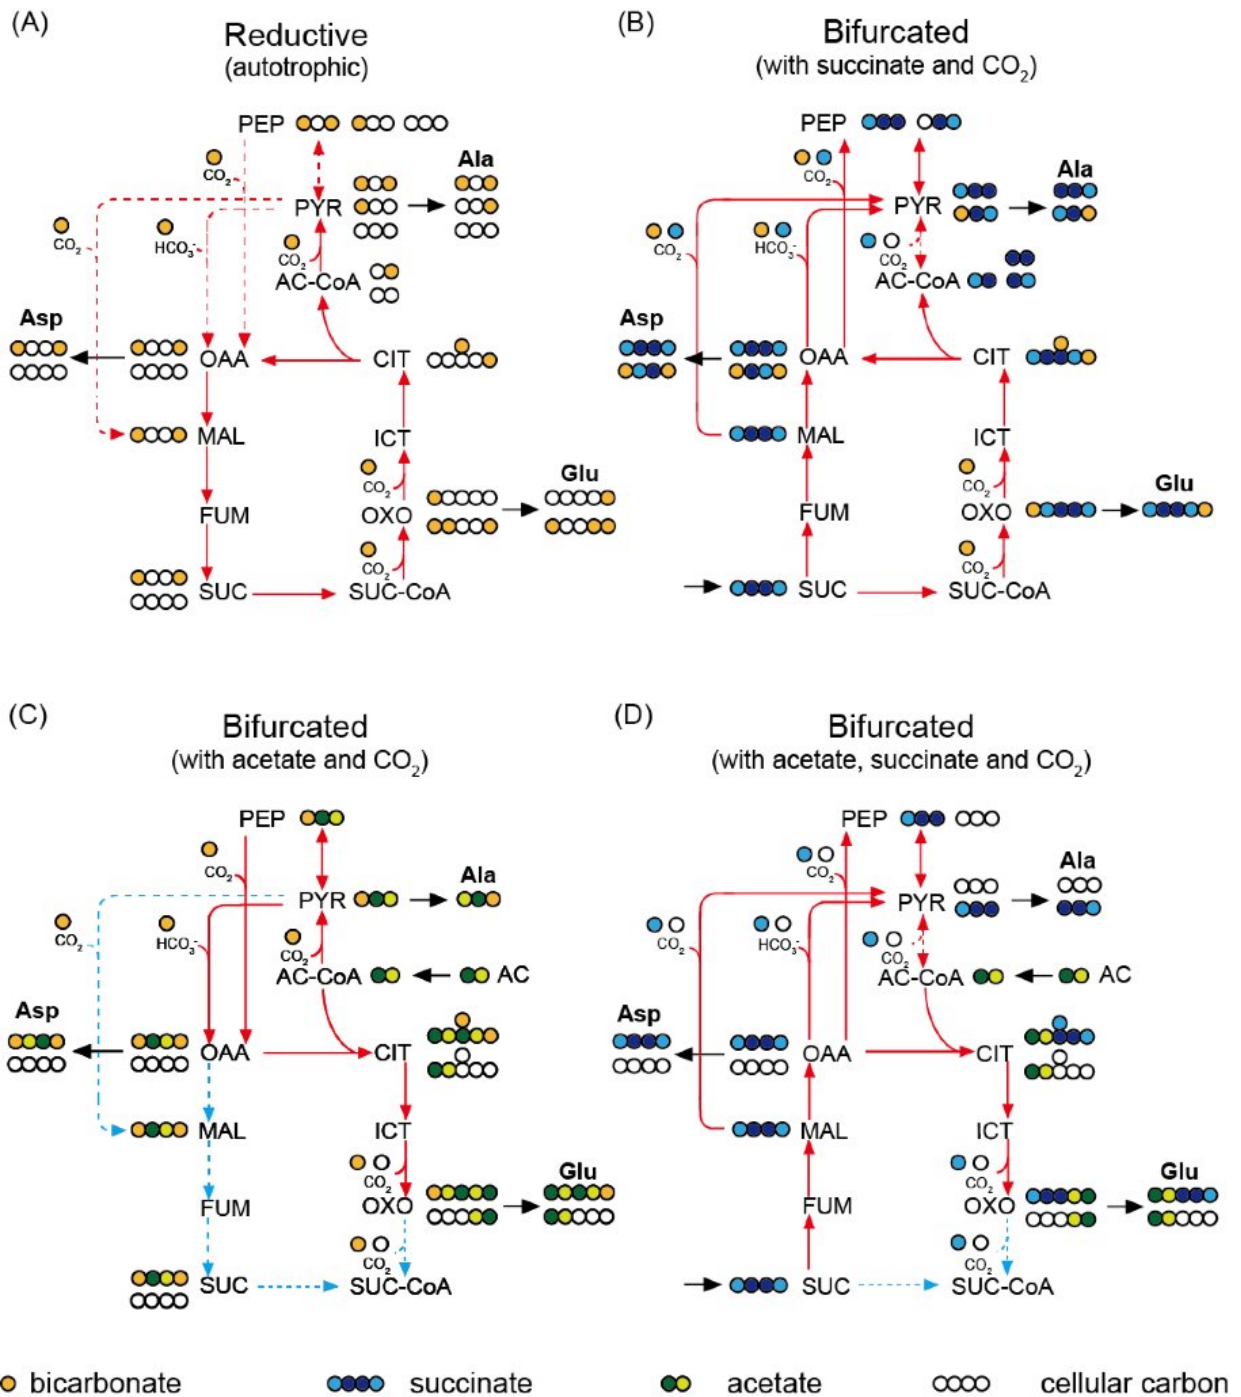 (A)
Reductive
(autotrophic)
PEP
CO2
Ala
PYR
CO2
HCO3-
CO2
AC-CoA
Asp
OAA
CIT
MAL
ICT
CO2
Glu
FUM
OXO
CO2
SUC
SUC-CoA
(B)
Bifurcated
(with succinate and CO2)
PEP
CO2
Ala
PYR
CO2
HCO3-
CO2
AC-CoA
Asp
OAA
CIT
MAL
ICT
CO2
Glu
FUM
OXO
CO2
SUC
SUC-CoA
(C)
Bifurcated
(with acetate and CO2)
PEP
CO2
Ala
PYR
CO2
HCO3-
CO2
AC-CoA
AC
Asp
OAA
CIT
MAL
ICT
CO2
Glu
FUM
OXO
CO2
SUC
SUC-CoA
(D)
Bifurcated
(with acetate, succinate and CO2)
PEP
CO2
Ala
PYR
CO2
HCO3-
CO2
AC-CoA
AC
Asp
OAA
CIT
MAL
ICT
CO2
Glu
FUM
OXO
CO2
SUC
SUC-CoA
bicarbonate
succinate
acetate
cellular carbon